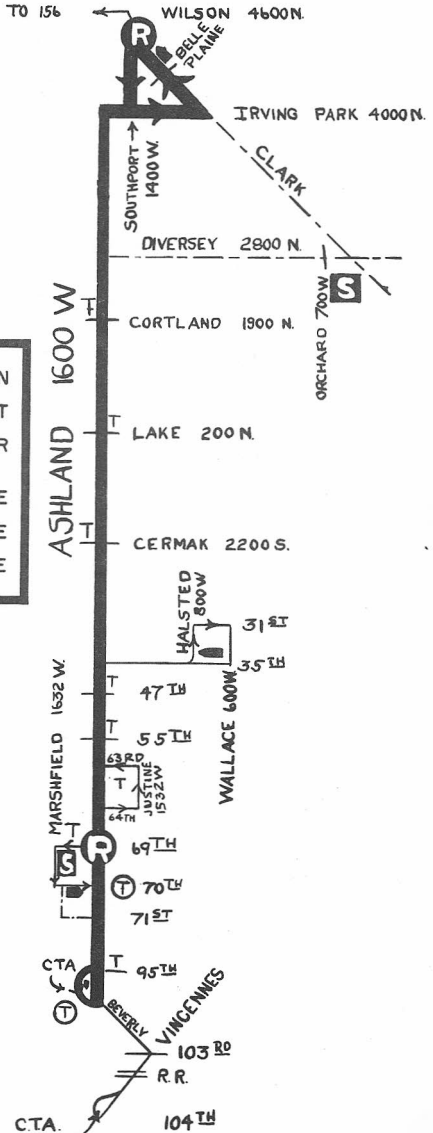 TO 156
WILSON 4600N.
R
BELLE PLAINE
IRVING PARK 4000N.
SOUTHPORT
1400W.
CLARK
DIVERSEY 2800 N.
ORCHARD 700W
S
T
CORTLAND 1900 N.
ASHLAND 1600 W
N
T
R
E
E
E
T
LAKE 200N.
T
CERMAK 2200S.
HALSTED
800W
31ST
35TH
WALLACE 600W.
MARSHFIELD 1632W.
T
47TH
T
55TH
63RD
T
JUSTINE
1532W
64TH
T
R
69TH
S
T
70TH
71ST
CTA
T
95TH
T
BEVERLY
VINCENNES
103RD
R.R.
C.T.A.
104TH